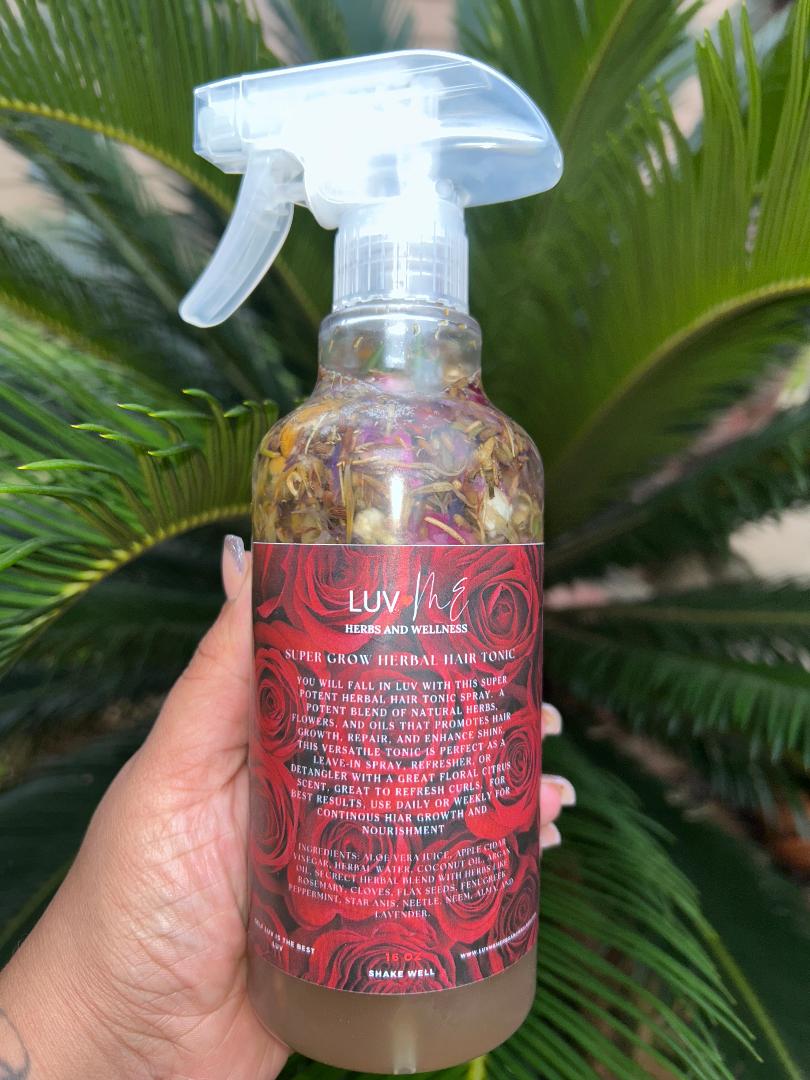 LUV ME
HERBS AND WELLNESS
SUPER GROW HERBAL HAIR TONIC
YOU WILL FALL IN LUV WITH THIS SUPER
POTENT HERBAL HAIR TONIC SPRAY. A
POTENT BLEND OF NATURAL HERBS,
FLOWERS, AND OILS THAT PROMOTES HAIR
GROWTH, REPAIR, AND ENHANCE SHINE.
THIS VERSATILE TONIC IS PERFECT AS A
LEAVE-IN SPRAY, REFRESHER, OR
DETANGLER WITH A GREAT FLORAL CITRUS
SCENT, GREAT TO REFRESH CURLS. FOR
BEST RESULTS, USE DAILY OR WEEKLY FOR
CONTINOUS HIAR GROWTH AND
NOURISHMENT
INGREDIENTS: ALOE VERA JUICE, APPLE CIDAR
VINEGAR, HERBAL WATER, COCONUT OIL, ARGAN
OIL, SECRECT HERBAL BLEND WITH HERBS LIKE
ROSEMARY, CLOVES, FLAX SEEDS, FENUGREEK,
PEPPERMINT, STAR ANIS, NEETLE, NEEM, AND
LAVENDER.
SELF LUV IS THE BEST
LUV
16 OZ
SHAKE WELL